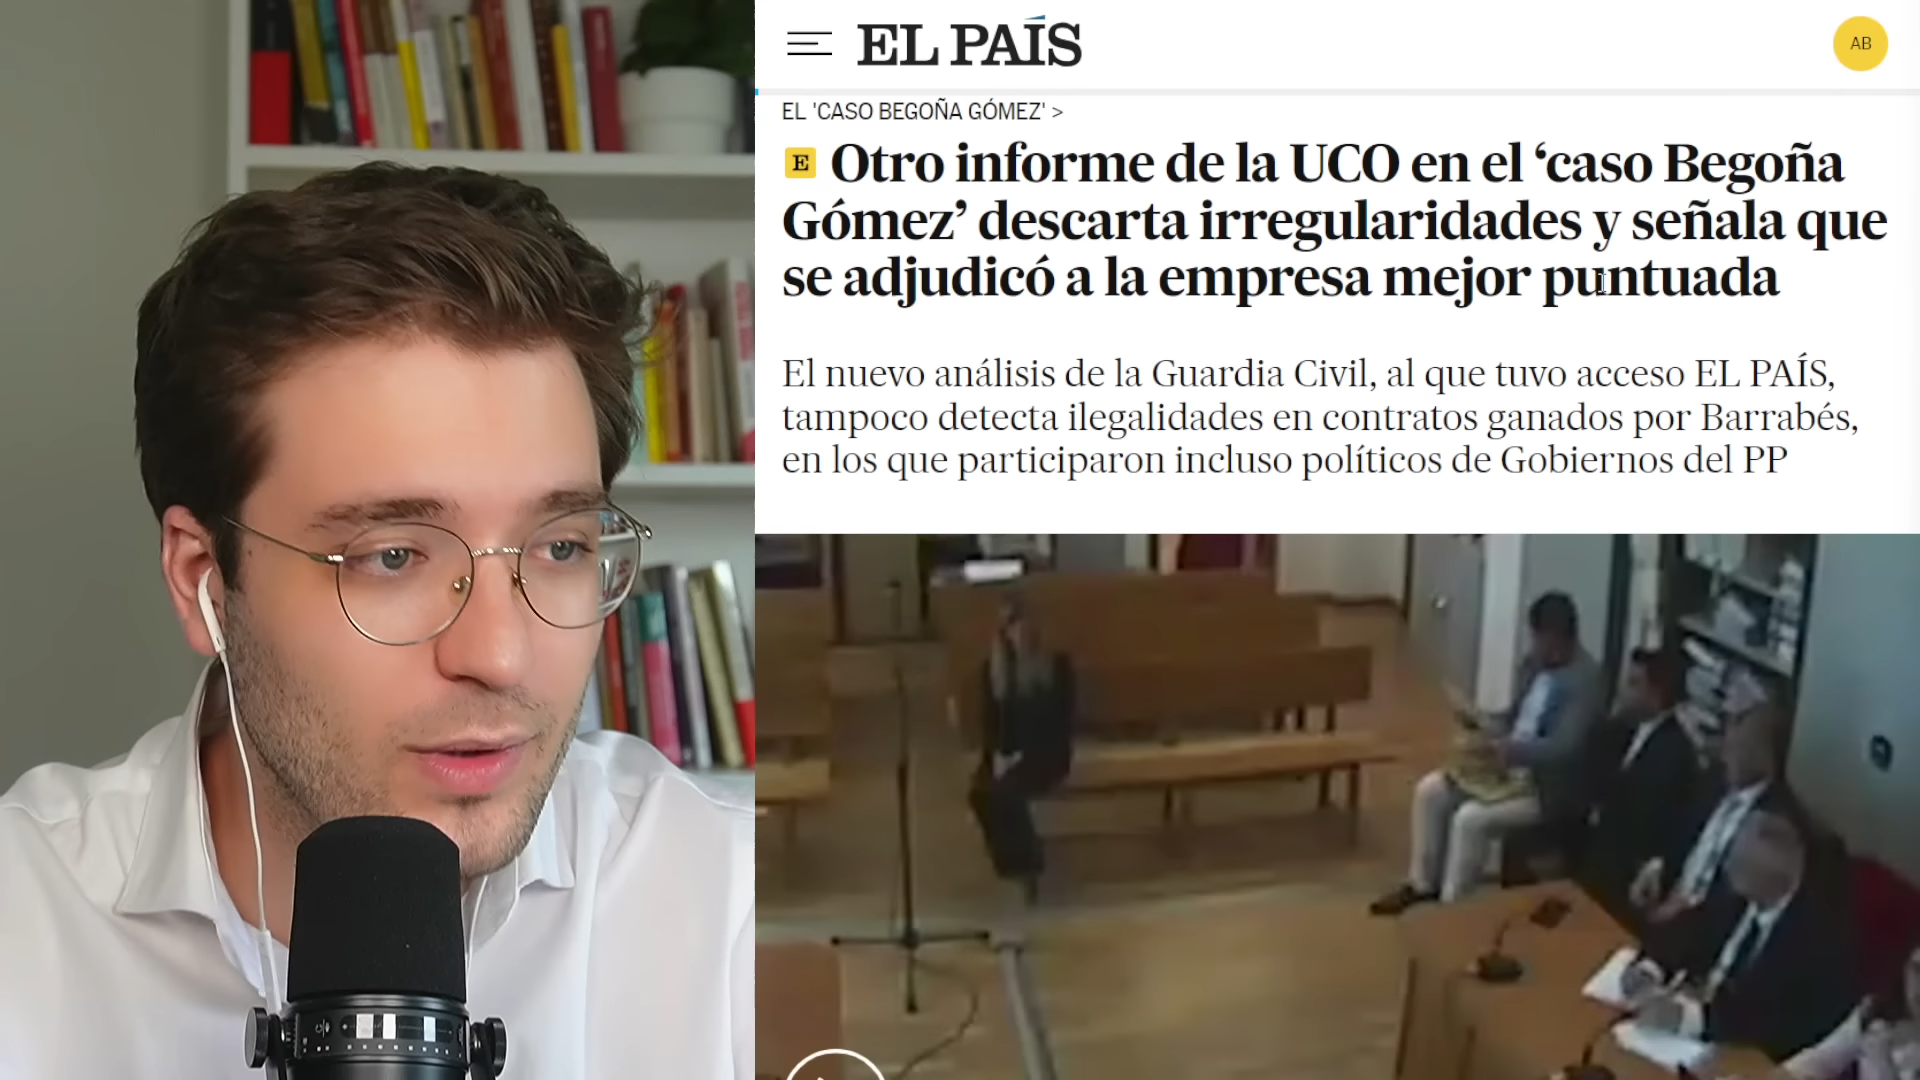 EL PAÍS
AB
EL 'CASO BEGOÑA GÓMEZ' >
E Otro informe de la UCO en el ‘caso Begoña
Gómez’ descarta irregularidades y señala que
se adjudicó a la empresa mejor puntuada
El nuevo análisis de la Guardia Civil, al que tuvo acceso EL PAÍS,
tampoco detecta ilegalidades en contratos ganados por Barrabés,
en los que participaron incluso políticos de Gobiernos del PP